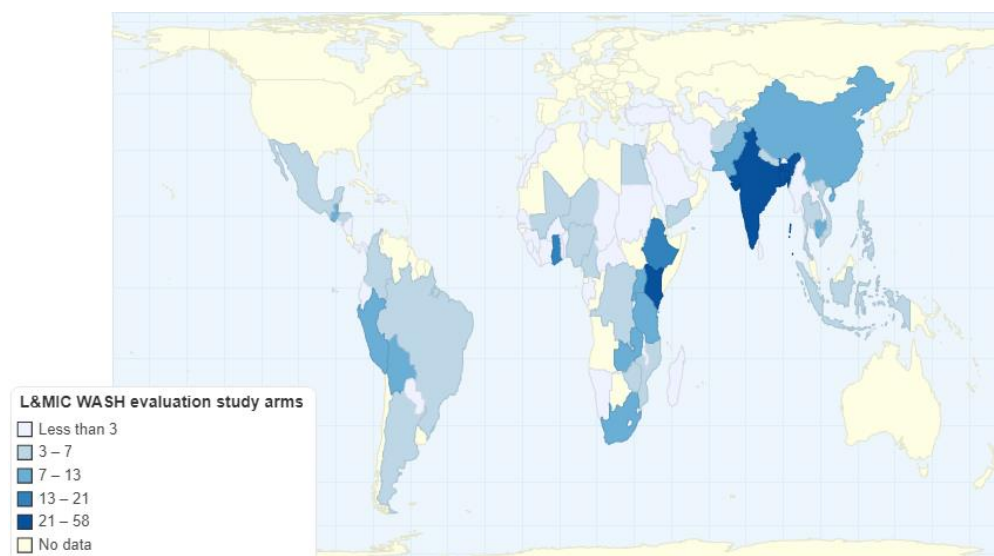 L&MIC WASH evaluation study arms
Less than 3
3 – 7
7 – 13
13 – 21
21 – 58
No data